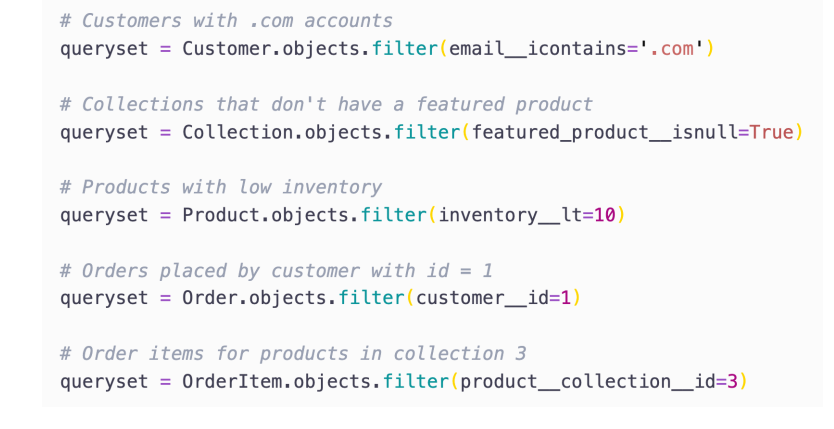 # Customers with .com accounts
queryset = Customer.objects.filter(email__icontains='.com')
# Collections that don't have a featured product
queryset = Collection.objects.filter(featured_product__isnull=True)
# Products with low inventory
queryset = Product.objects.filter(inventory__lt=10)
# Orders placed by customer with id = 1
queryset = Order.objects.filter(customer__id=1)
# Order items for products in collection 3
queryset = OrderItem.objects.filter(product__collection__id=3)